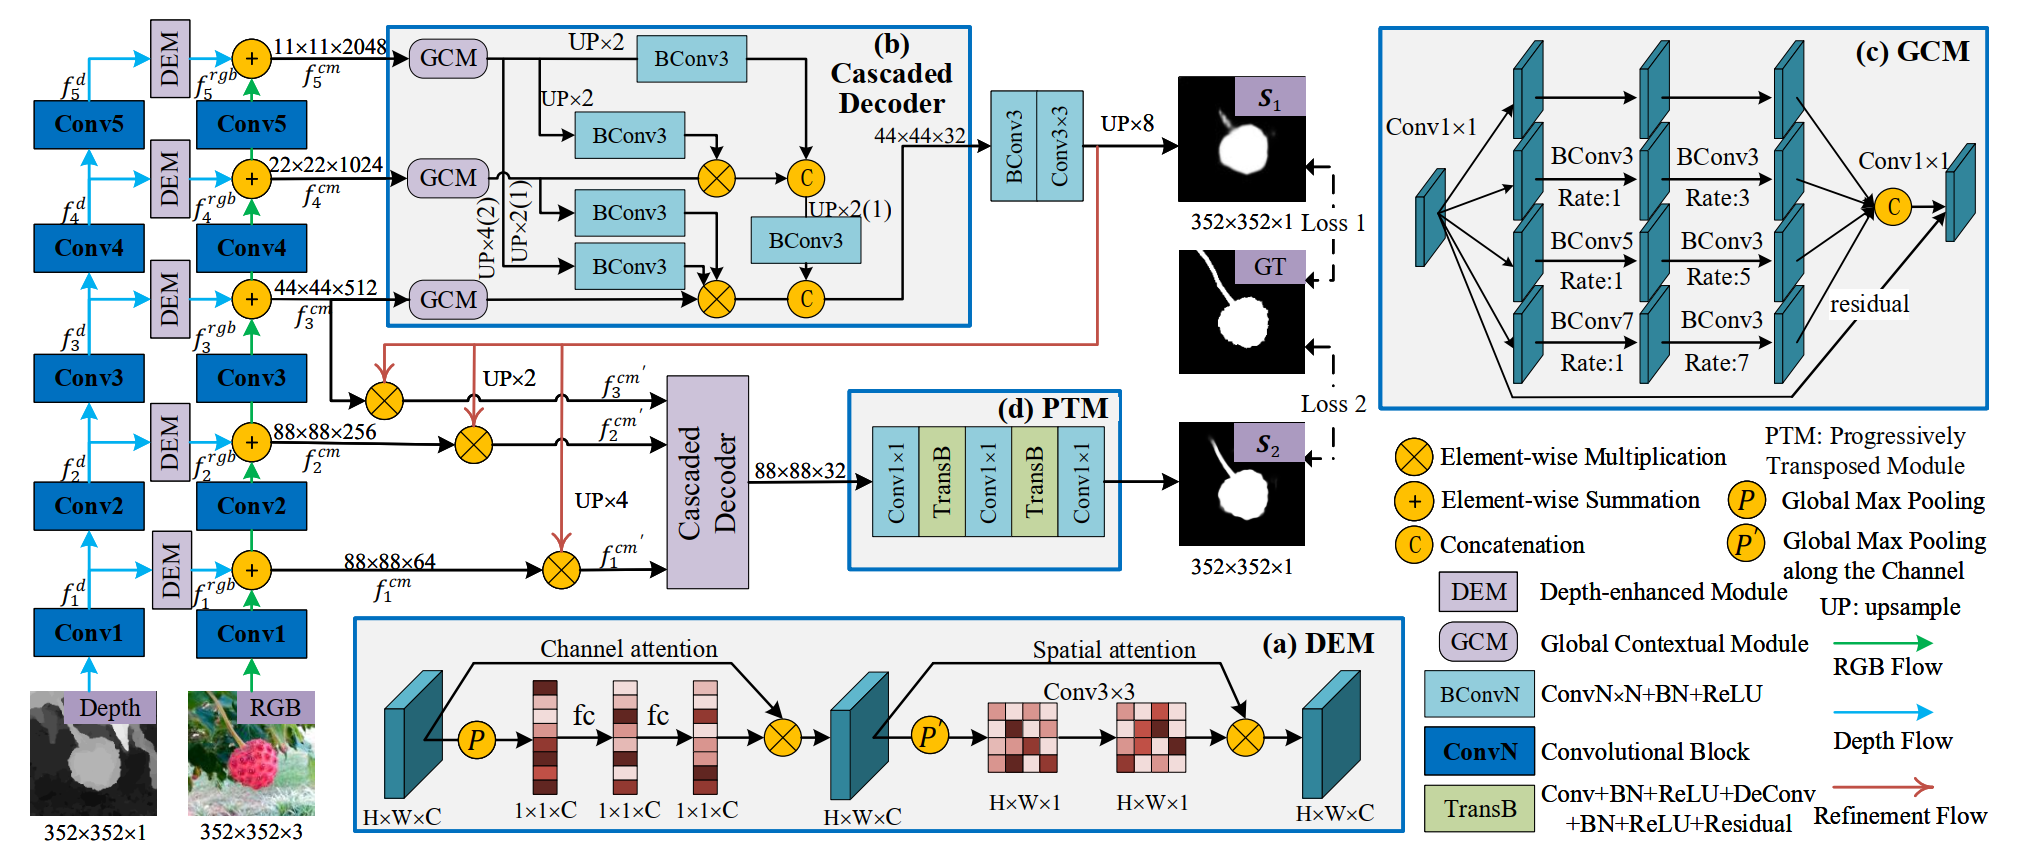 DEM
11×11×2048
f_5^d
f_5^{rgb}
f_5^{cm}
Conv5
Conv5
DEM
22×22×1024
f_4^d
f_4^{rgb}
f_4^{cm}
Conv4
Conv4
DEM
44×44×512
f_3^d
f_3^{rgb}
f_3^{cm}
Conv3
Conv3
DEM
88×88×256
f_2^d
f_2^{rgb}
f_2^{cm}
Conv2
Conv2
DEM
88×88×64
f_1^d
f_1^{rgb}
f_1^{cm}
Conv1
Conv1
Depth
RGB
352×352×1
352×352×3
(b)
Cascaded
Decoder
GCM
UP×2
BConv3
UP×2
BConv3
GCM
C
UP×4(2)
UP×2(1)
BConv3
UP×2(1)
BConv3
BConv3
GCM
C
44×44×32
BConv3
Conv3×3
UP×8
S_1
352×352×1
Loss 1
GT
Loss 2
S_2
352×352×1
UP×2
UP×4
f_3^{cm'}
f_2^{cm'}
f_1^{cm'}
Cascaded
Decoder
88×88×32
(d) PTM
Conv1×1
TransB
Conv1×1
TransB
Conv1×1
(a) DEM
Channel attention
P
fc
fc
H×W×C
1×1×C
1×1×C
1×1×C
H×W×C
Spatial attention
Conv3×3
P'
H×W×1
H×W×1
H×W×C
(c) GCM
Conv1×1
BConv3
Rate:1
BConv3
Rate:3
BConv5
Rate:1
BConv3
Rate:5
BConv7
Rate:1
BConv3
Rate:7
Conv1×1
C
residual
Element-wise Multiplication
Element-wise Summation
C Concatenation
PTM: Progressively
Transposed Module
P Global Max Pooling
P' Global Max Pooling
along the Channel
DEM Depth-enhanced Module
UP: upsample
GCM Global Contextual Module
RGB Flow
BConvN ConvN×N+BN+ReLU
Depth Flow
ConvN Convolutional Block
TransB Conv+BN+ReLU+DeConv
+BN+ReLU+Residual
Refinement Flow